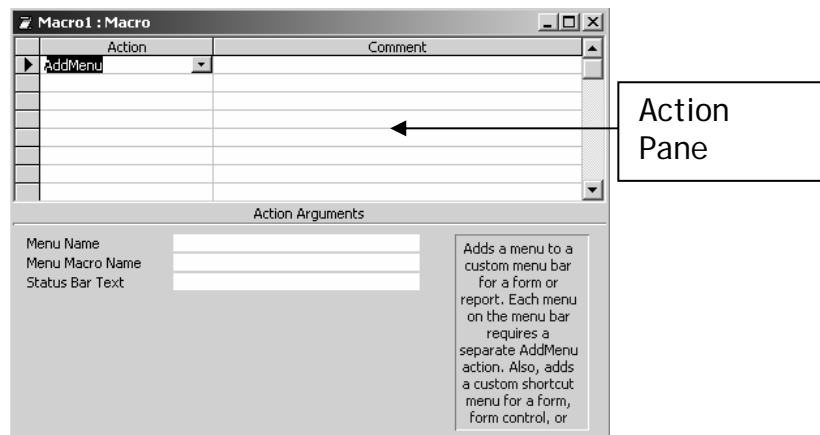 Macro1 : Macro
Action Comment
AddMenu
Action
Pane
Action Arguments
Menu Name
Menu Macro Name
Status Bar Text
Adds a menu to a
custom menu bar
for a form or
report. Each menu
on the menu bar
requires a
separate AddMenu
action. Also, adds
a custom shortcut
menu for a form,
form control, or